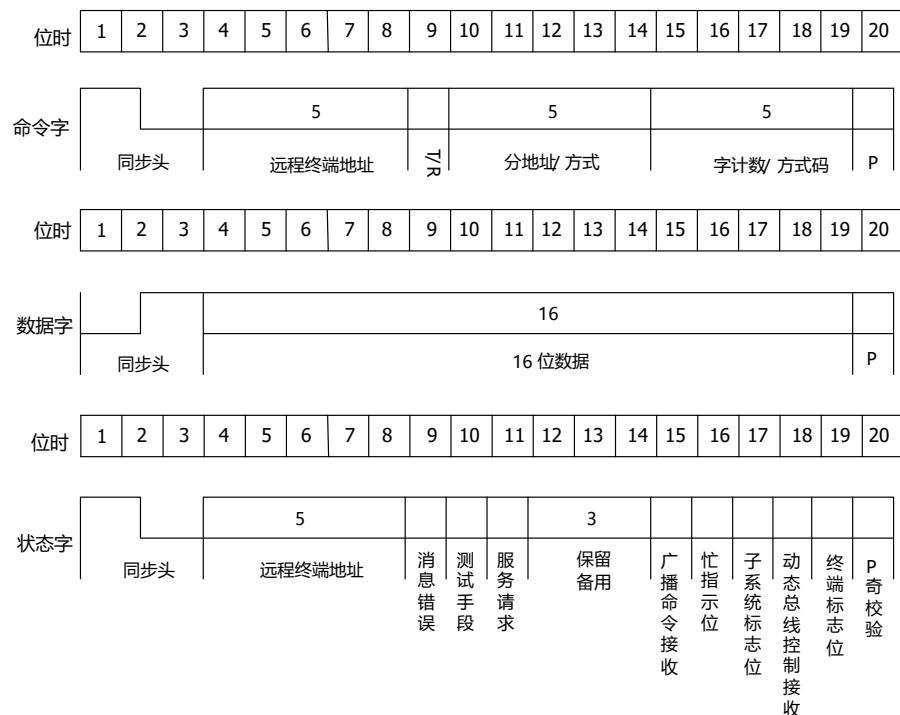 位时 1 2 3 4 5 6 7 8 9 10 11 12 13 14 15 16 17 18 19 20
命令字 5 5 5
同步头 远程终端地址 T/R 分地址/ 方式 字计数/ 方式码 P
位时 1 2 3 4 5 6 7 8 9 10 11 12 13 14 15 16 17 18 19 20
数据字 16
同步头 16 位数据 P
位时 1 2 3 4 5 6 7 8 9 10 11 12 13 14 15 16 17 18 19 20
状态字 5 3
同步头
远程终端地址
消息错误
测试手段
服务请求
保留
备用
广播命令接收
忙指示位
子系统标志位
动态总线控制接收
终端标志位
P奇校验